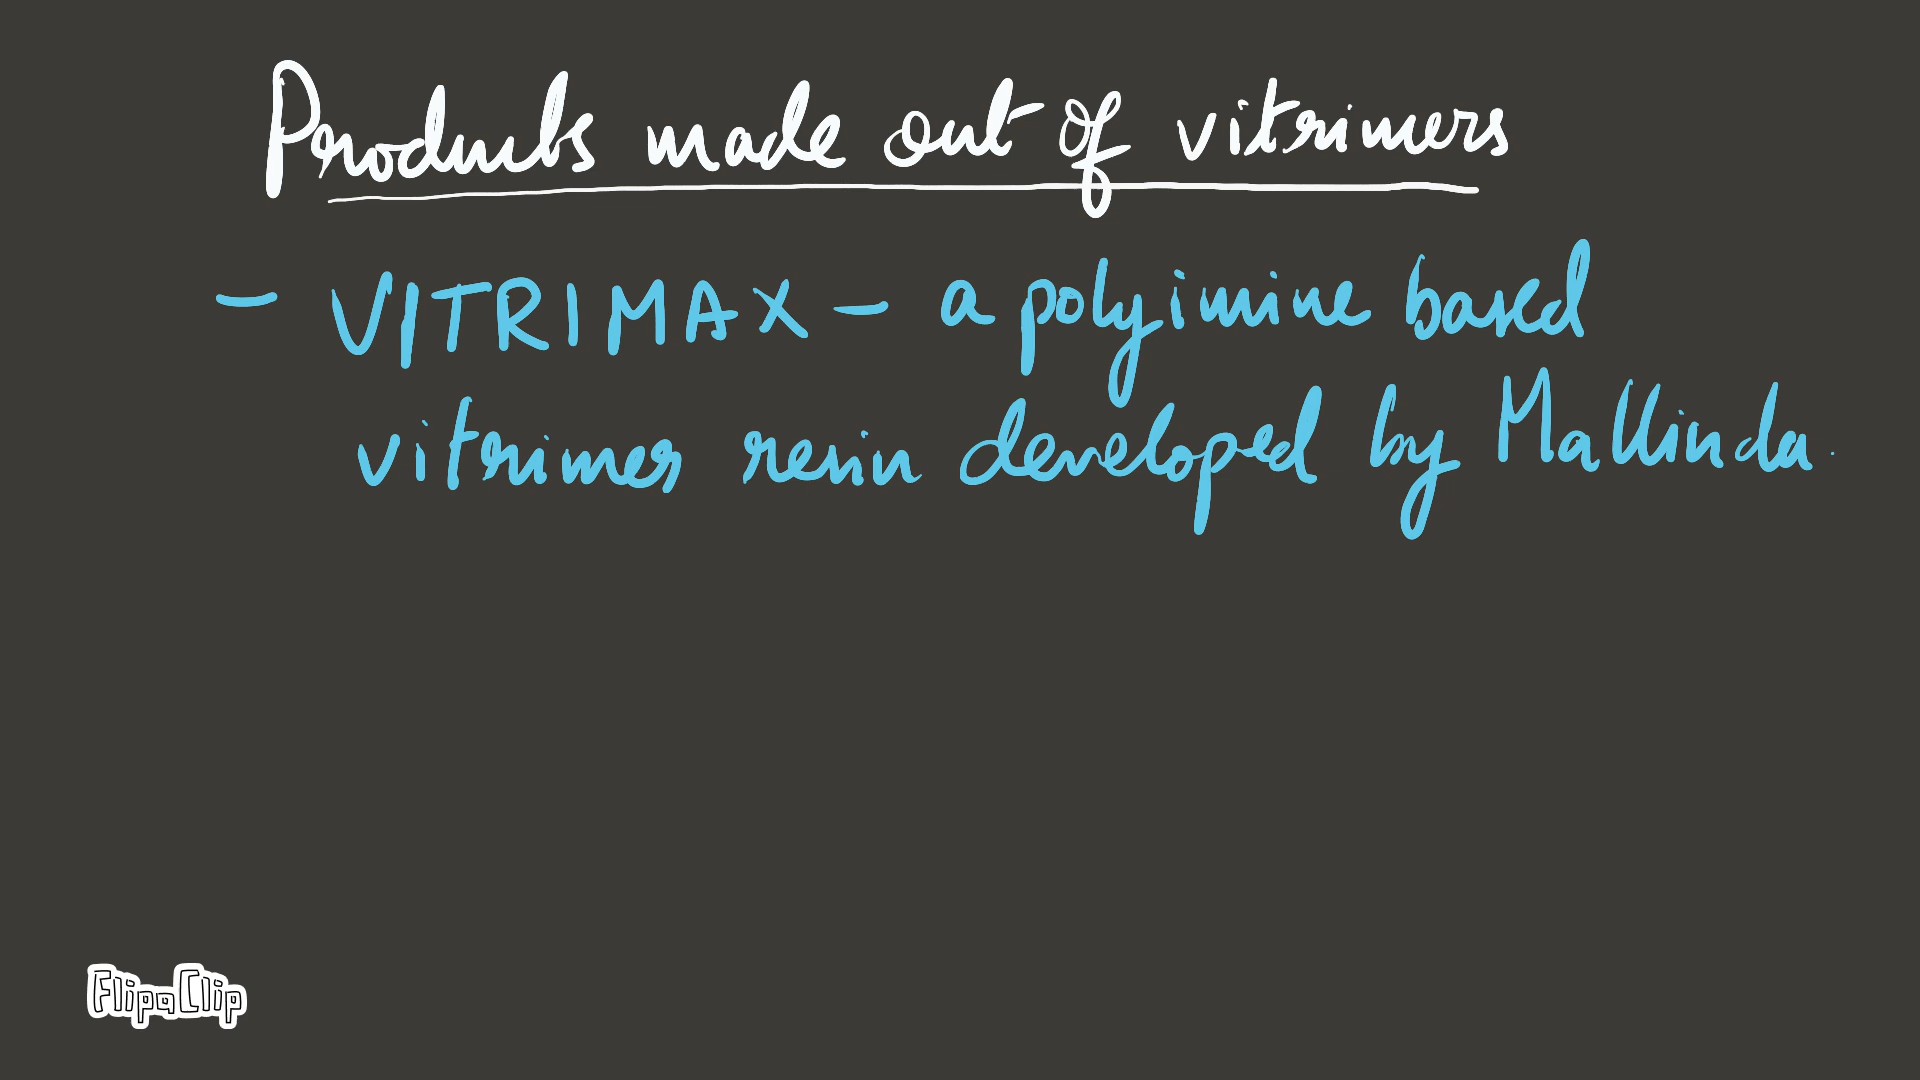 Products made out of vitrimers
- VITRIMAX - a polyimine based
vitrimer resin developed by Mallinda.
FlipaClip